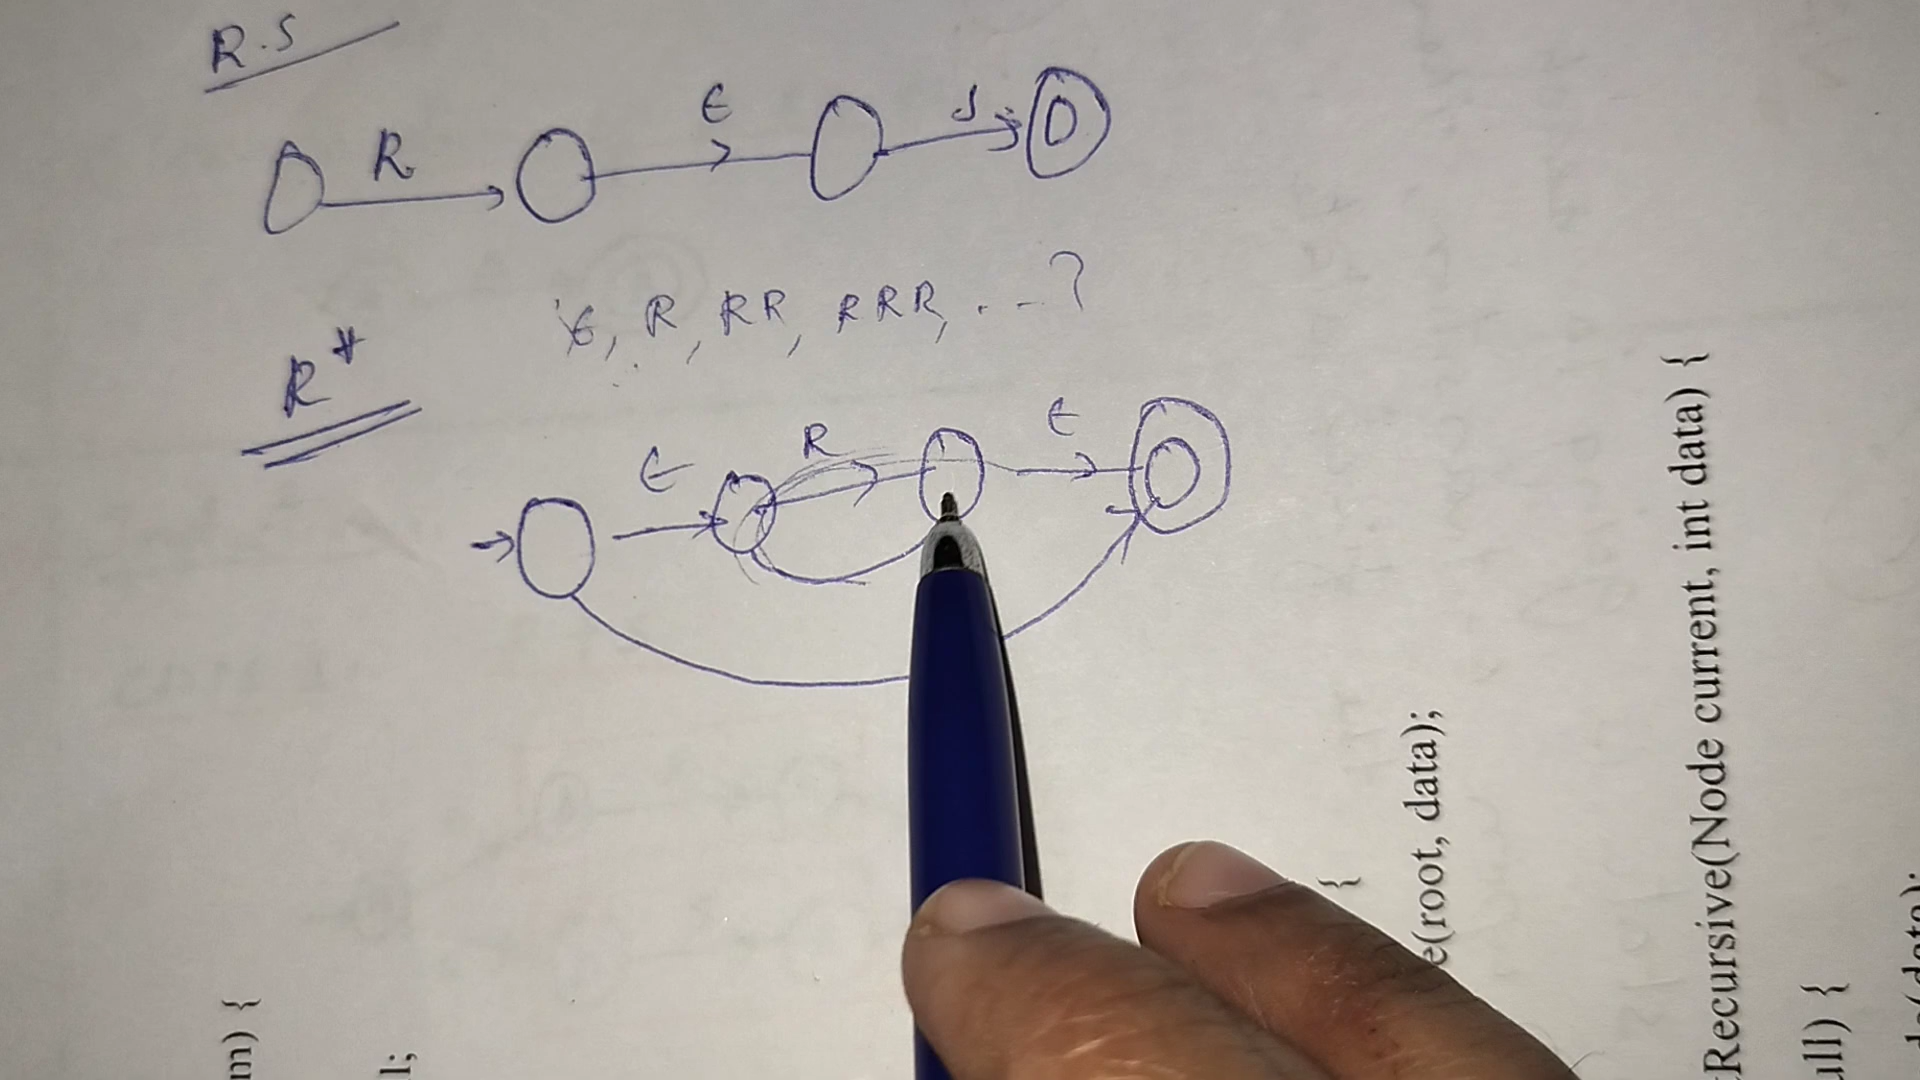 R.S
R ϵ S
{ϵ, R, RR, RRR, ...}
R*
ϵ R ϵ
m) {
l;
{
e(root, data);
Recursive(Node current, int data) {
ull) {